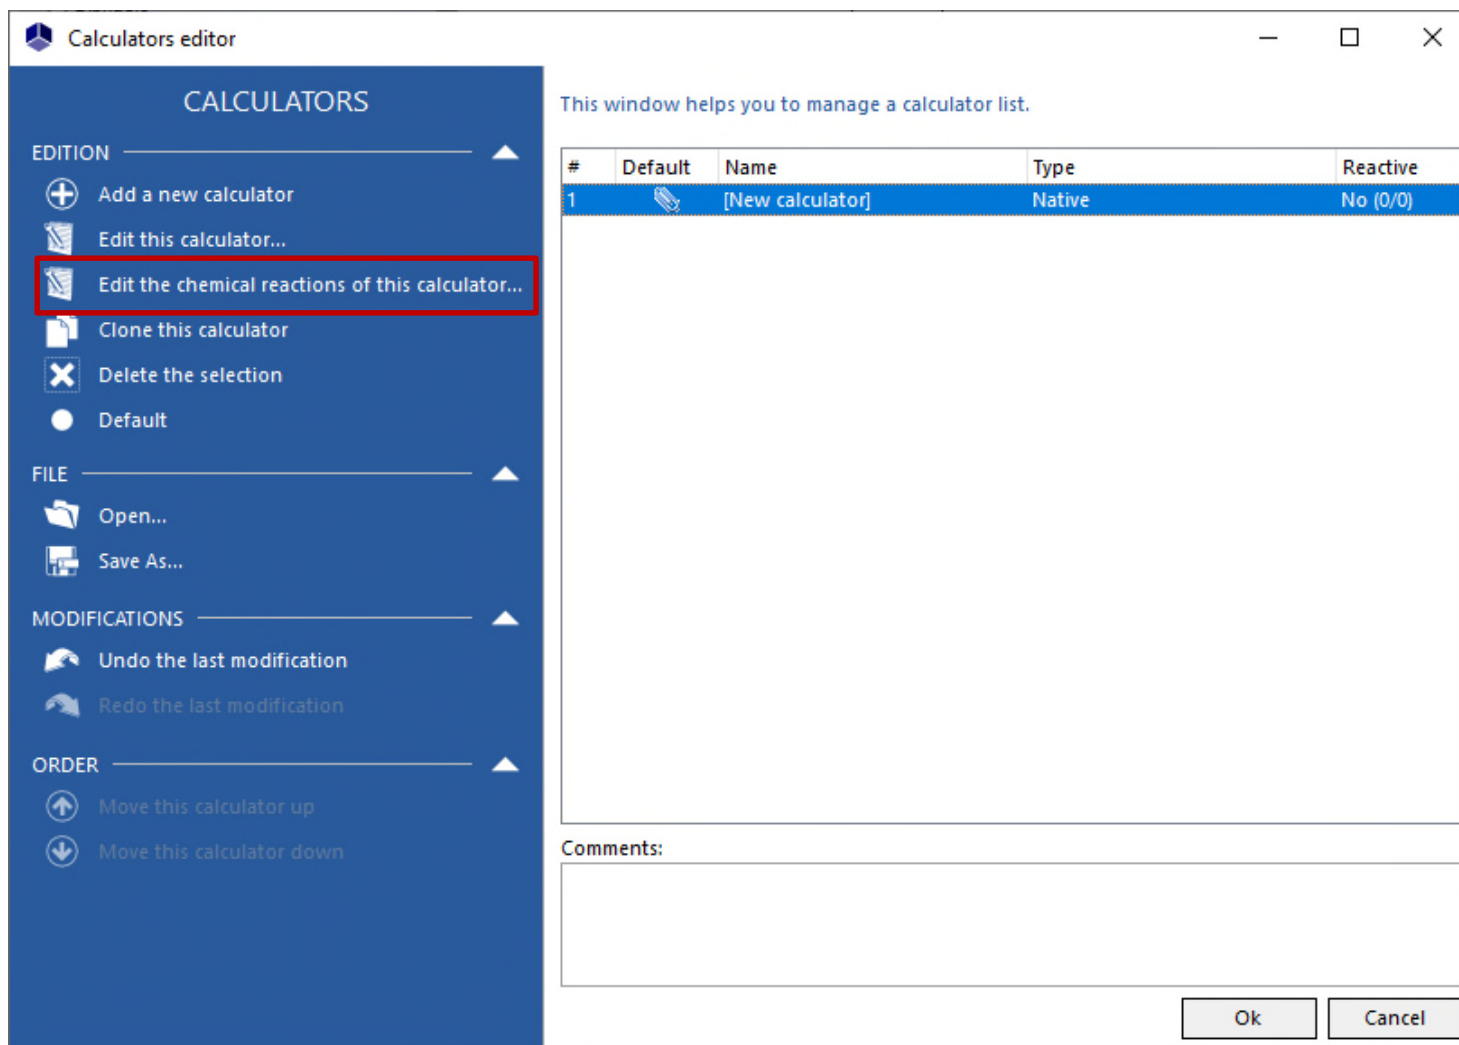 Calculators editor
CALCULATORS
EDITION
Add a new calculator
Edit this calculator...
Edit the chemical reactions of this calculator...
Clone this calculator
Delete the selection
Default
FILE
Open...
Save As...
MODIFICATIONS
Undo the last modification
Redo the last modification
ORDER
Move this calculator up
Move this calculator down
This window helps you to manage a calculator list.
# Default Name Type Reactive
1 [New calculator] Native No (0/0)
Comments:
Ok Cancel